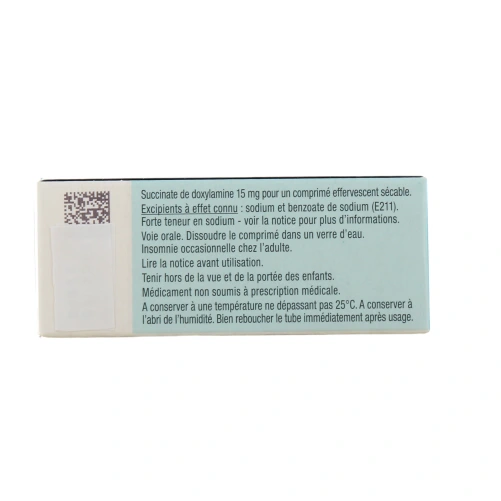 Succinate de doxylamine 15 mg pour un comprimé effervescent sécable.
Excipients à effet connu : sodium et benzoate de sodium (E211).
Forte teneur en sodium - voir la notice pour plus d'informations.
Voie orale. Dissoudre le comprimé dans un verre d'eau.
Insomnie occasionnelle chez l'adulte.
Lire la notice avant utilisation.
Tenir hors de la vue et de la portée des enfants.
Médicament non soumis à prescription médicale.
A conserver à une température ne dépassant pas 25°C. A conserver à
l'abri de l'humidité. Bien reboucher le tube immédiatement après usage.